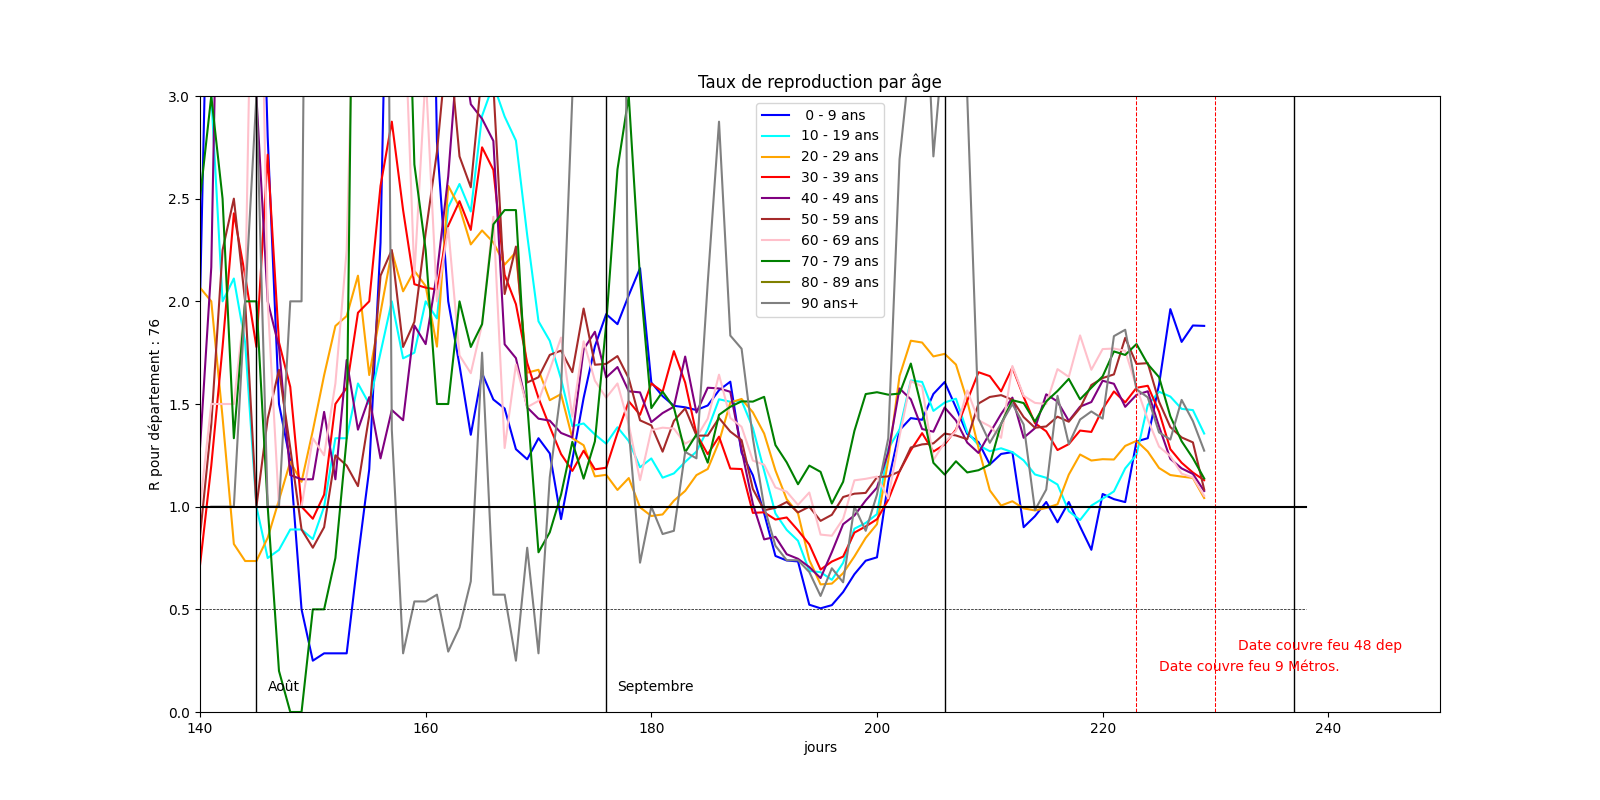 Taux de reproduction par âge
3.0
2.5
2.0
1.5
1.0
0.5
0.0
R pour département : 76
0 - 9 ans
10 - 19 ans
20 - 29 ans
30 - 39 ans
40 - 49 ans
50 - 59 ans
60 - 69 ans
70 - 79 ans
80 - 89 ans
90 ans+
Date couvre feu 48 dep
Date couvre feu 9 Métros.
Août
Septembre
140
160
180
200
220
240
jours